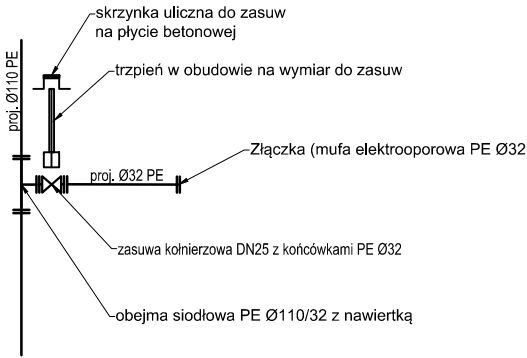 skrzynka uliczna do zasuw
na płycie betonowej
proj. Ø110 PE
trzpień w obudowie na wymiar do zasuw
Złączka (mufa elektrooporowa PE Ø32
proj. Ø32 PE
zasuwa kołnierzowa DN25 z końcówkami PE Ø32
obejma siodłowa PE Ø110/32 z nawiertką